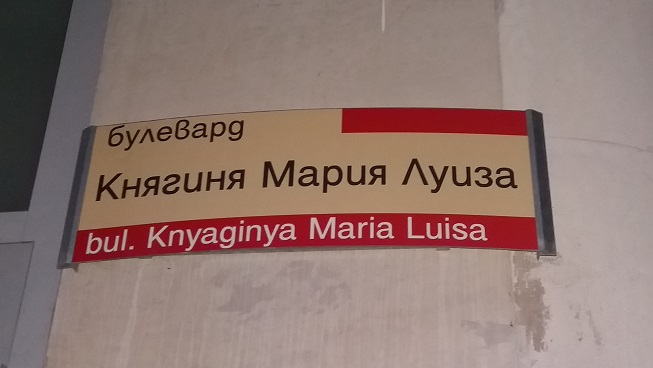 булевард
Княгиня Мария Луиза
bul. Knyaginya Maria Luisa